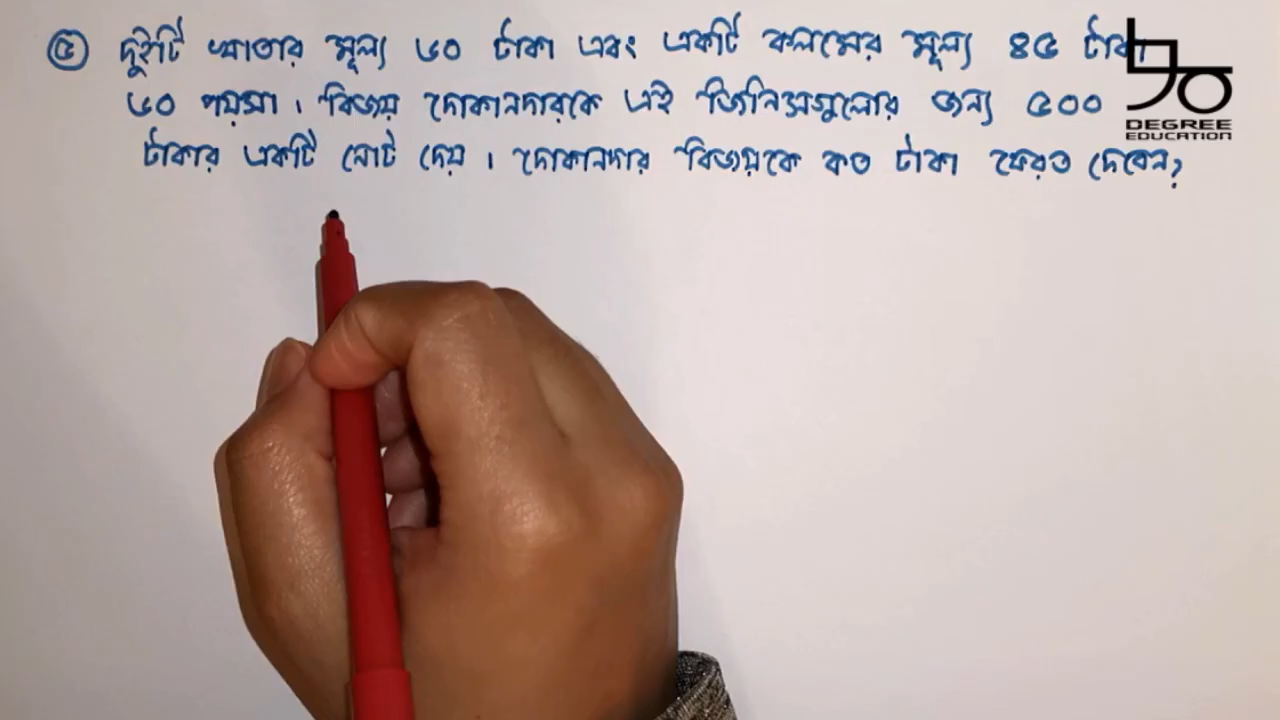 ৫ দুইটি খাতার মূল্য ৬০ টাকা এবং একটি কলমের মূল্য ৪৫ টাকা
৬০ পয়সা। বিজয় দোকানদারকে এই জিনিসগুলোর জন্য ৫০০
টাকার একটি নোট দেয়। দোকানদার বিজয়কে কত টাকা ফেরত দেবেন?
DEGREE
EDUCATION